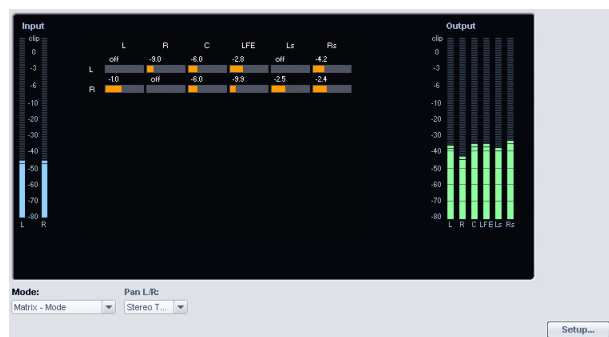 Input
Output
clip
0
-3
-6
-10
-20
-30
-40
-50
-60
-70
-80
L R
L R C LFE Ls Rs
off -9.0 -6.0 -2.8 off -4.2
L
-1.0 off -6.0 -9.9 -2.5 -2.4
R
clip
0
-3
-6
-10
-20
-30
-40
-50
-60
-70
-80
L R C LFE Ls Rs
Mode:
Pan L/R:
Matrix - Mode
Stereo T...
Setup...